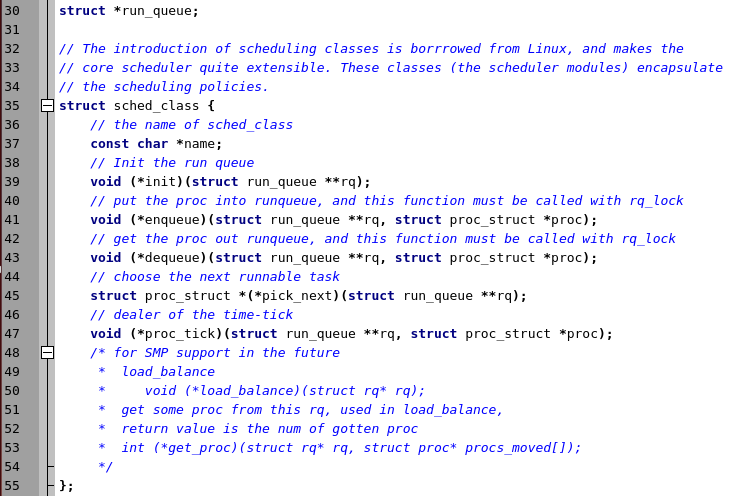 30 struct *run_queue;
31
32 // The introduction of scheduling classes is borrrowed from Linux, and makes the
33 // core scheduler quite extensible. These classes (the scheduler modules) encapsulate
34 // the scheduling policies.
35 struct sched_class {
36     // the name of sched_class
37     const char *name;
38     // Init the run queue
39     void (*init)(struct run_queue **rq);
40     // put the proc into runqueue, and this function must be called with rq_lock
41     void (*enqueue)(struct run_queue **rq, struct proc_struct *proc);
42     // get the proc out runqueue, and this function must be called with rq_lock
43     void (*dequeue)(struct run_queue **rq, struct proc_struct *proc);
44     // choose the next runnable task
45     struct proc_struct *(*pick_next)(struct run_queue **rq);
46     // dealer of the time-tick
47     void (*proc_tick)(struct run_queue **rq, struct proc_struct *proc);
48     /* for SMP support in the future
49      *  load_balance
50      *     void (*load_balance)(struct rq* rq);
51      *  get some proc from this rq, used in load_balance,
52      *  return value is the num of gotten proc
53      *  int (*get_proc)(struct rq* rq, struct proc* procs_moved[]);
54      */
55 };